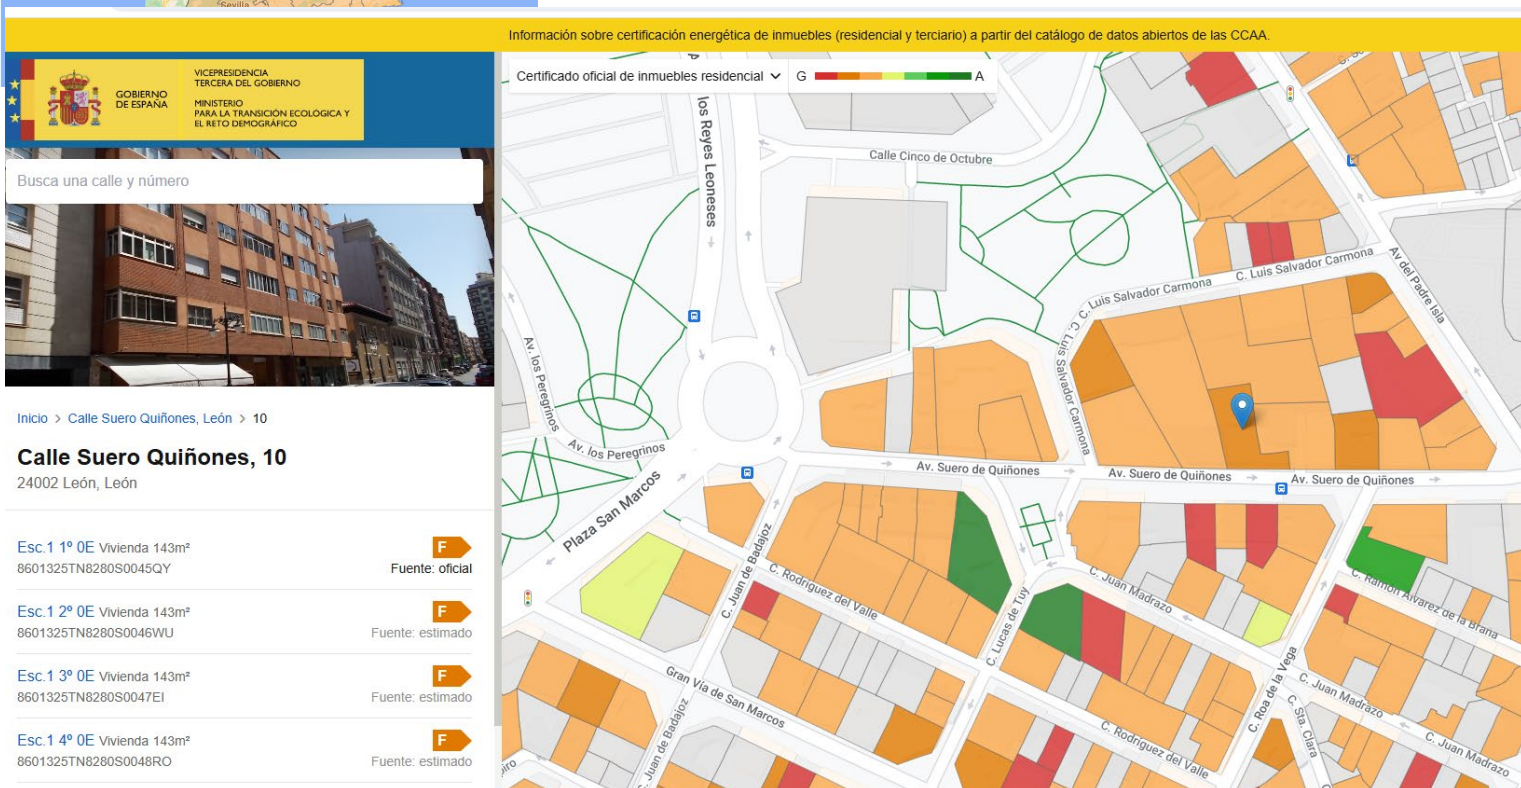 Sevilla
Información sobre certificación energética de inmuebles (residencial y terciario) a partir del catálogo de datos abiertos de las CCAA.
GOBIERNO
DE ESPAÑA
VICEPRESIDENCIA
TERCERA DEL GOBIERNO
MINISTERIO
PARA LA TRANSICIÓN ECOLÓGICA Y
EL RETO DEMOGRÁFICO
Busca una calle y número
Inicio > Calle Suero Quiñones, León > 10
Calle Suero Quiñones, 10
24002 León, León
Esc.1 1º 0E Vivienda 143m² F
8601325TN8280S0045QY Fuente: oficial
Esc.1 2º 0E Vivienda 143m² F
8601325TN8280S0046WU Fuente: estimado
Esc.1 3º 0E Vivienda 143m² F
8601325TN8280S0047EI Fuente: estimado
Esc.1 4º 0E Vivienda 143m² F
8601325TN8280S0048RO Fuente: estimado
Certificado oficial de inmuebles residencial G A
los Reyes Leoneses
Calle Cinco de Octubre
C. Luis Salvador Carmona
C. Luis Salvador Carmona
C. Luis Salvador Carmona
Av del Padre Isla
Av. los Peregrinos
Av. los Peregrinos
Plaza San Marcos
Av. Suero de Quiñones
Av. Suero de Quiñones
Av. Suero de Quiñones
C. Juan de Badajoz
C. Rodriguez del Valle
C. Lucas de Tuy
C. Juan Madrazo
C. Ramón Alvarez de la Braña
Gran Vía de San Marcos
C. Roa de la Vega
C. Juan Madrazo
C. Sta. Clara
C. Juan Madrazo
C. Rodriguez del Valle
Juan de Badajoz